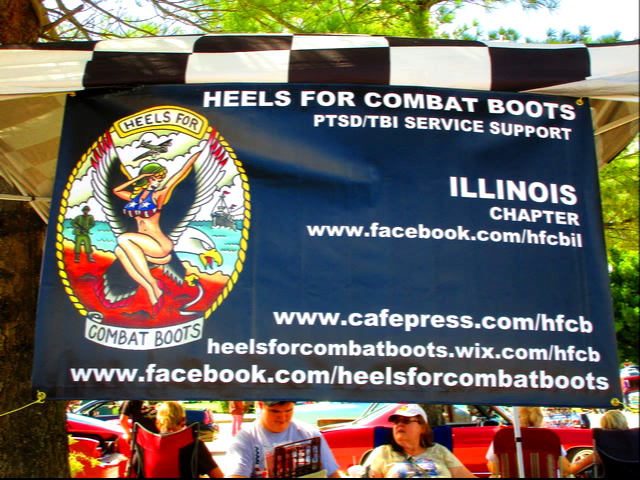 HEELS FOR COMBAT BOOTS
PTSD/TBI SERVICE SUPPORT
HEELS FOR
COMBAT BOOTS
ILLINOIS
CHAPTER
www.facebook.com/hfcbil
www.cafepress.com/hfcb
heelsforcombatboots.wix.com/hfcb
www.facebook.com/heelsforcombatboots